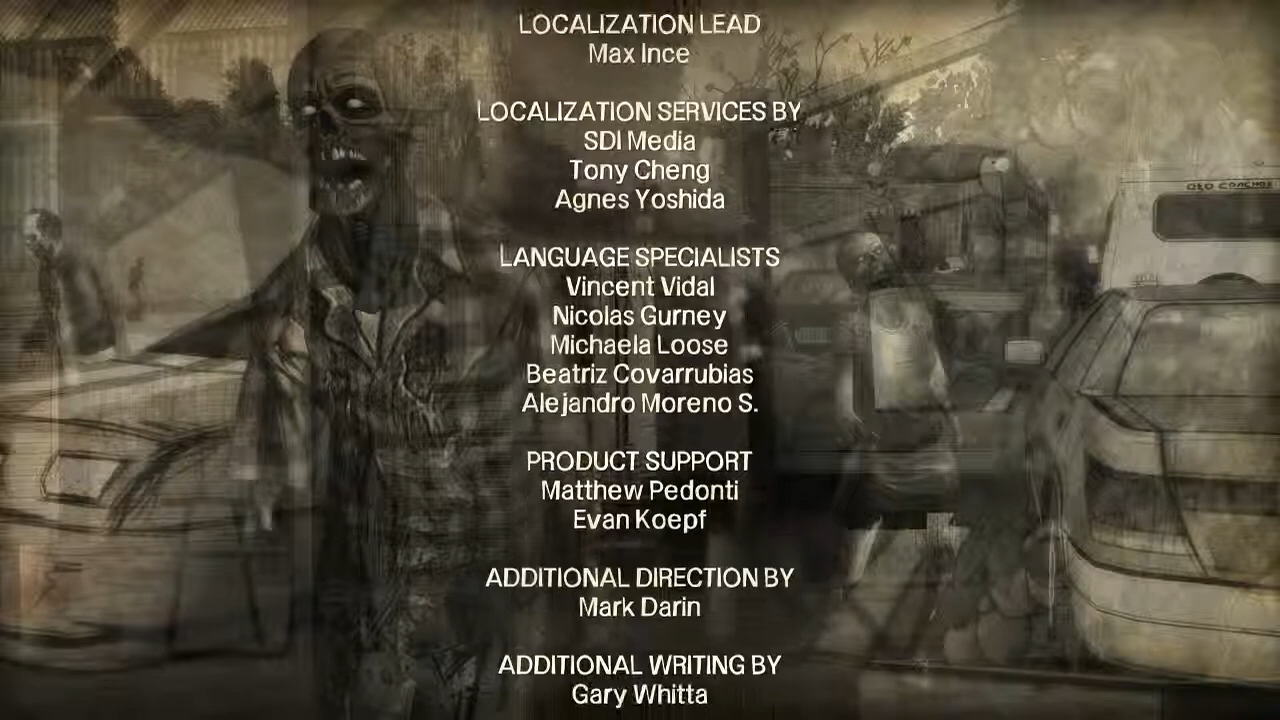 LOCALIZATION LEAD
Max Ince
LOCALIZATION SERVICES BY
SDI Media
Tony Cheng
Agnes Yoshida
LANGUAGE SPECIALISTS
Vincent Vidal
Nicolas Gurney
Michaela Loose
Beatriz Covarrubias
Alejandro Moreno S.
PRODUCT SUPPORT
Matthew Pedonti
Evan Koepf
ADDITIONAL DIRECTION BY
Mark Darin
ADDITIONAL WRITING BY
Gary Whitta